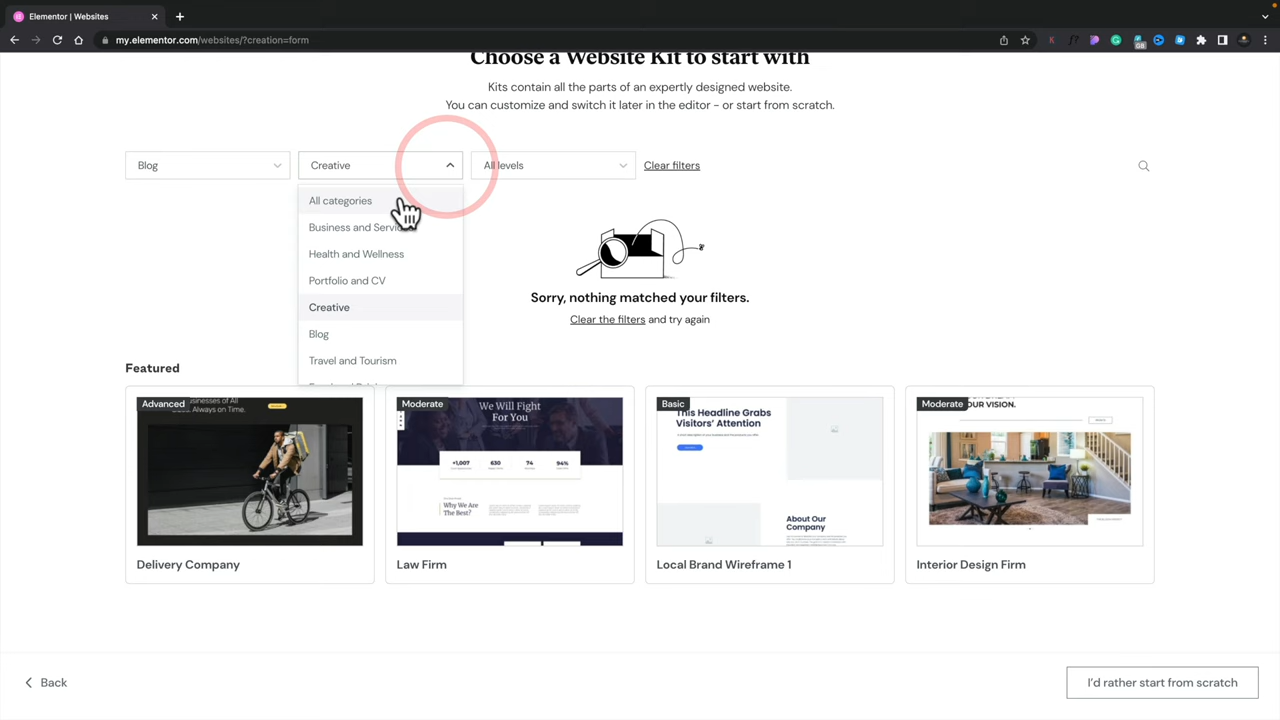 Elementor | Websites
my.elementor.com/websites/?creation=form
Choose a Website Kit to start with
Kits contain all the parts of an expertly designed website.
You can customize and switch it later in the editor - or start from scratch.
Blog
Creative
All levels
Clear filters
All categories
Business and
Health and Wellness
Portfolio and CV
Creative
Blog
Travel and Tourism
Sorry, nothing matched your filters.
Clear the filters and try again
Featured
Advanced
Businesses of All
Always on Time.
Delivery Company
Moderate
We Will Fight
For You
+1,007
630
74
94%
Why We Are
The Best?
Law Firm
Basic
This Headline Grabs
Visitors' Attention
About Our
Company
Local Brand Wireframe 1
Moderate
OUR VISION.
Interior Design Firm
Back
I'd rather start from scratch